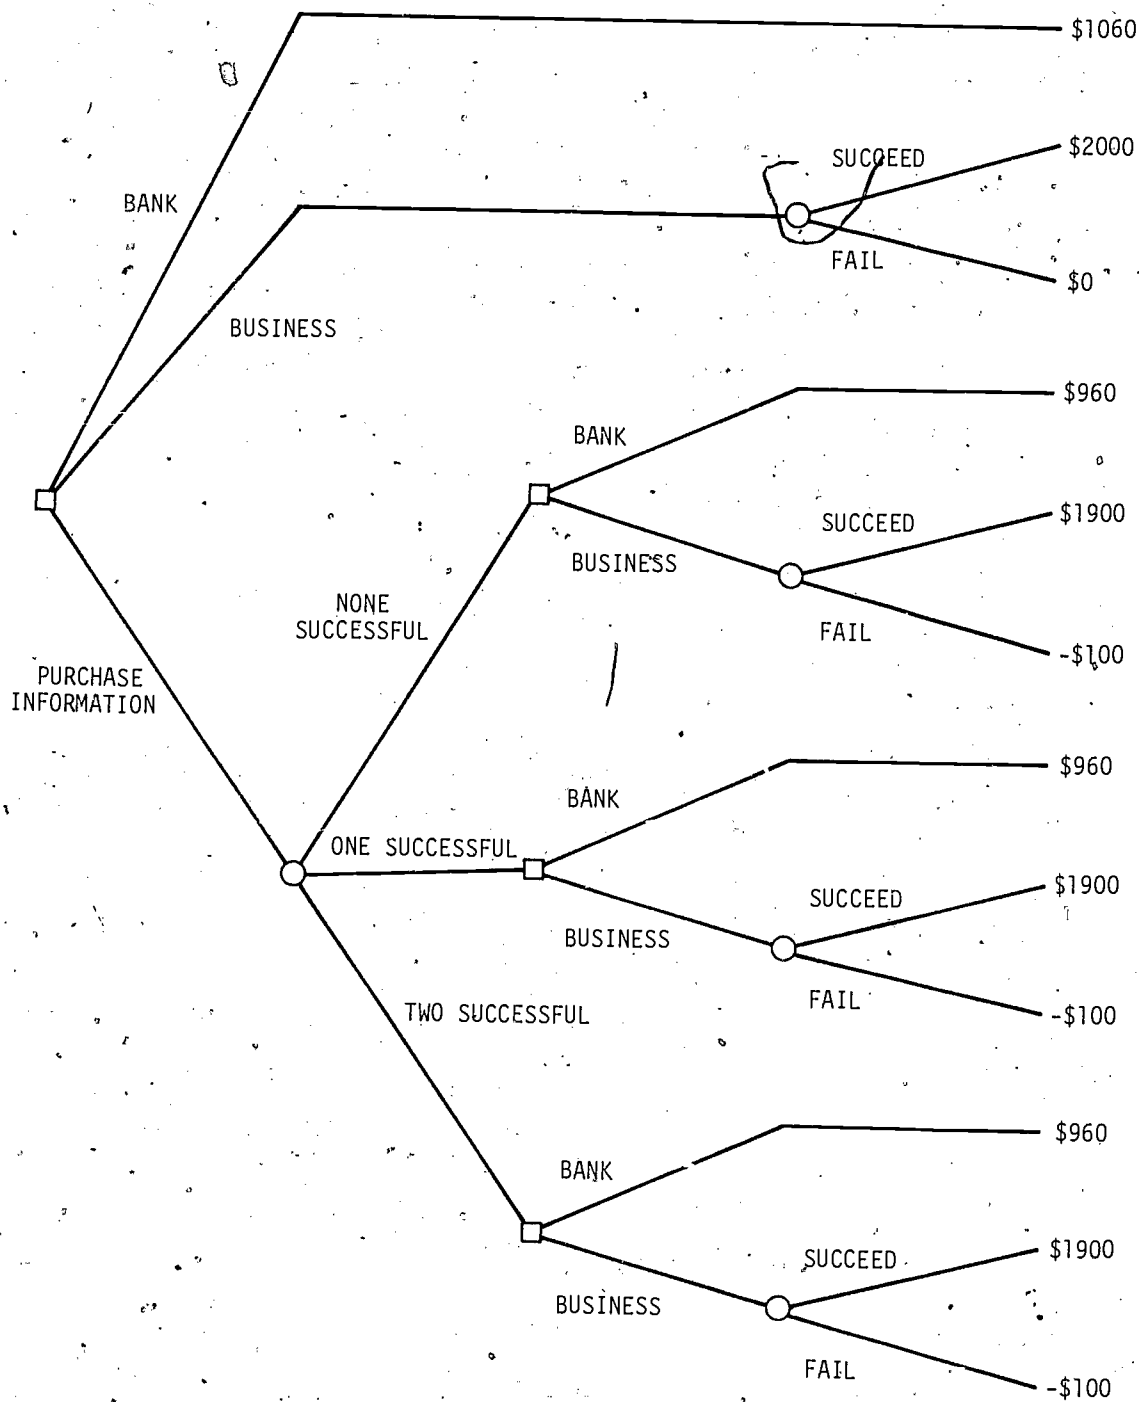 $1060
SUCCEED
$2000
BANK
FAIL
$0
BUSINESS
$960
BANK
SUCCEED
$1900
BUSINESS
NONE
SUCCESSFUL
FAIL
-$100
PURCHASE
INFORMATION
$960
BANK
ONE SUCCESSFUL
SUCCEED
$1900
BUSINESS
FAIL
-$100
TWO SUCCESSFUL
$960
BANK
SUCCEED
$1900
BUSINESS
FAIL
-$100